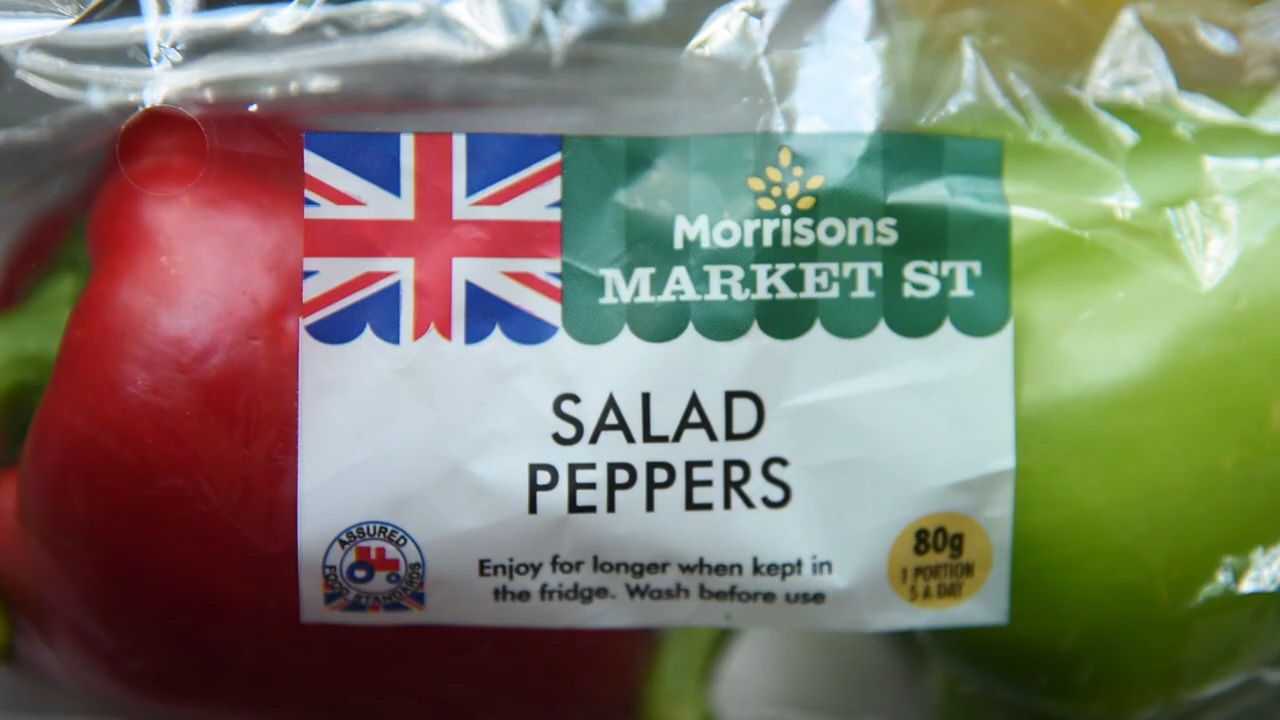 Morrisons
MARKET ST
SALAD
PEPPERS
ASSURED
FOOD STANDARDS
Enjoy for longer when kept in
the fridge. Wash before use
80g
1 PORTION
5 A DAY